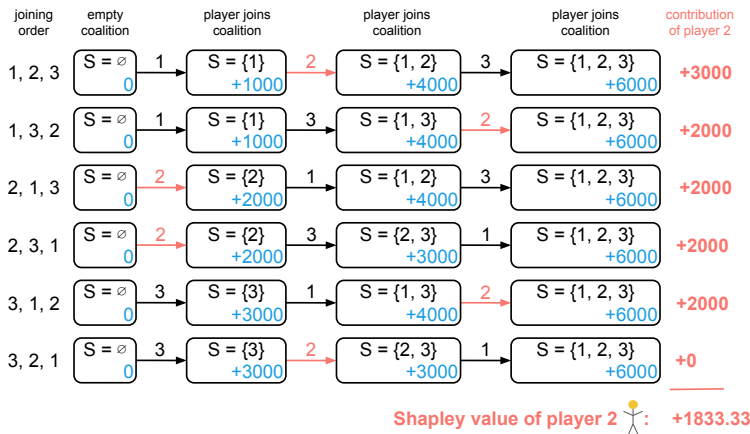 joining order empty coalition player joins coalition player joins coalition player joins coalition contribution of player 2
1, 2, 3 S = ∅ 0 1 S = {1} +1000 2 S = {1, 2} +4000 3 S = {1, 2, 3} +6000 +3000
1, 3, 2 S = ∅ 0 1 S = {1} +1000 3 S = {1, 3} +4000 2 S = {1, 2, 3} +6000 +2000
2, 1, 3 S = ∅ 0 2 S = {2} +2000 1 S = {1, 2} +4000 3 S = {1, 2, 3} +6000 +2000
2, 3, 1 S = ∅ 0 2 S = {2} +2000 3 S = {2, 3} +3000 1 S = {1, 2, 3} +6000 +2000
3, 1, 2 S = ∅ 0 3 S = {3} +3000 1 S = {1, 3} +4000 2 S = {1, 2, 3} +6000 +2000
3, 2, 1 S = ∅ 0 3 S = {3} +3000 2 S = {2, 3} +3000 1 S = {1, 2, 3} +6000 +0
Shapley value of player 2 : +1833.33